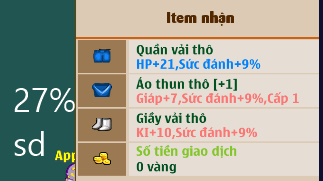 Item nhận
Quần vải thô
HP+21,Sức đánh+9%
Áo thun thô [+1]
Giáp+7,Sức đánh+9%,Cấp 1
Giầy vải thô
KI+10,Sức đánh+9%
Số tiền giao dịch
0 vàng
27%
sd
App